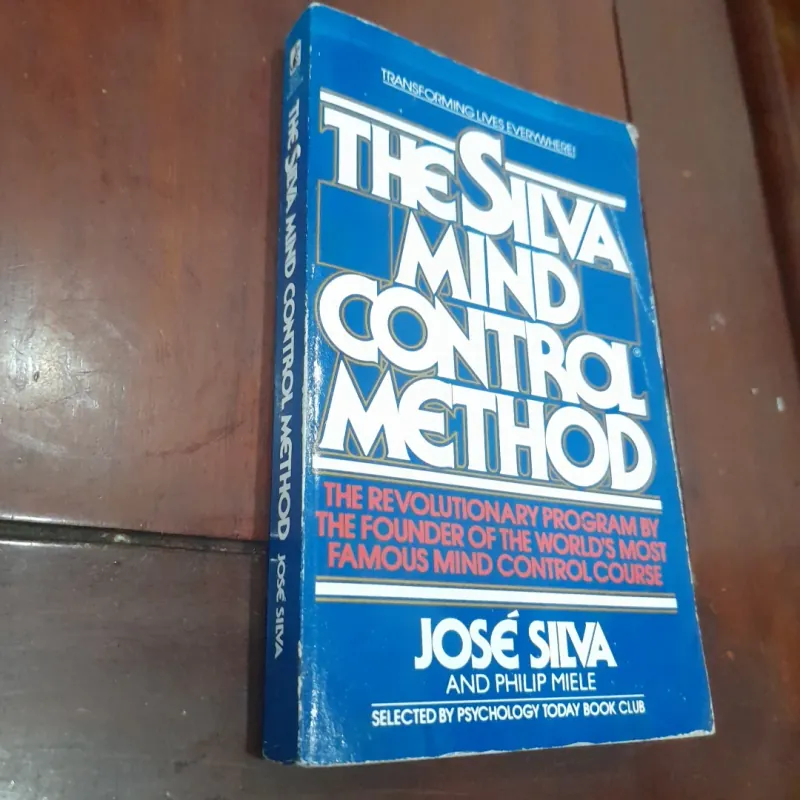 TRANSFORMING LIVES EVERYWHERE!
THE SILVA
MIND
CONTROL®
METHOD
THE REVOLUTIONARY PROGRAM BY
THE FOUNDER OF THE WORLD'S MOST
FAMOUS MIND CONTROL COURSE
JOSÉ SILVA
AND PHILIP MIELE
SELECTED BY PSYCHOLOGY TODAY BOOK CLUB
THE SILVA MIND CONTROL METHOD JOSÉ SILVA